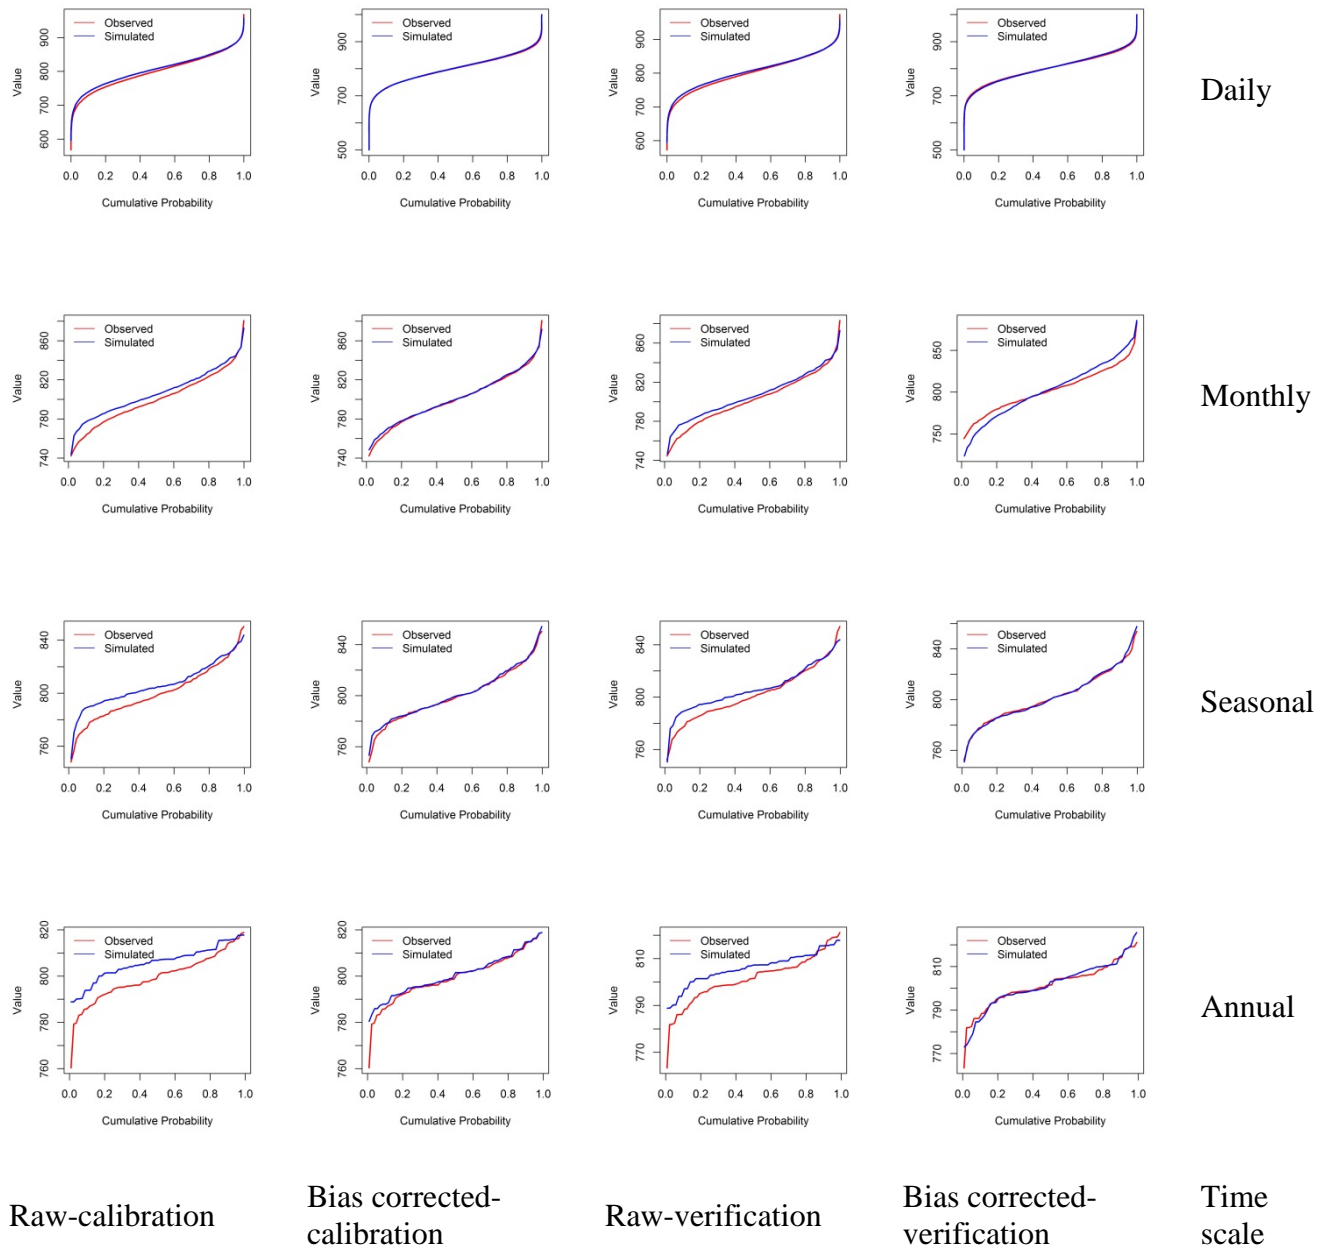 Observed
Simulated
Value
600 700 800 900
0.0 0.2 0.4 0.6 0.8 1.0
Cumulative Probability
Observed
Simulated
Value
500 700 900
0.0 0.2 0.4 0.6 0.8 1.0
Cumulative Probability
Observed
Simulated
Value
600 700 800 900
0.0 0.2 0.4 0.6 0.8 1.0
Cumulative Probability
Observed
Simulated
Value
500 700 900
0.0 0.2 0.4 0.6 0.8 1.0
Cumulative Probability
Daily
Observed
Simulated
Value
740 780 820 860
0.0 0.2 0.4 0.6 0.8 1.0
Cumulative Probability
Observed
Simulated
Value
740 780 820 860
0.0 0.2 0.4 0.6 0.8 1.0
Cumulative Probability
Observed
Simulated
Value
740 780 820 860
0.0 0.2 0.4 0.6 0.8 1.0
Cumulative Probability
Observed
Simulated
Value
750 800 850
0.0 0.2 0.4 0.6 0.8 1.0
Cumulative Probability
Monthly
Observed
Simulated
Value
760 800 840
0.0 0.2 0.4 0.6 0.8 1.0
Cumulative Probability
Observed
Simulated
Value
760 800 840
0.0 0.2 0.4 0.6 0.8 1.0
Cumulative Probability
Observed
Simulated
Value
760 800 840
0.0 0.2 0.4 0.6 0.8 1.0
Cumulative Probability
Observed
Simulated
Value
760 800 840
0.0 0.2 0.4 0.6 0.8 1.0
Cumulative Probability
Seasonal
Observed
Simulated
Value
760 780 800 820
0.0 0.2 0.4 0.6 0.8 1.0
Cumulative Probability
Observed
Simulated
Value
760 780 800 820
0.0 0.2 0.4 0.6 0.8 1.0
Cumulative Probability
Observed
Simulated
Value
770 790 810
0.0 0.2 0.4 0.6 0.8 1.0
Cumulative Probability
Observed
Simulated
Value
770 790 810
0.0 0.2 0.4 0.6 0.8 1.0
Cumulative Probability
Annual
Raw-calibration
Bias corrected-
calibration
Raw-verification
Bias corrected-
verification
Time
scale